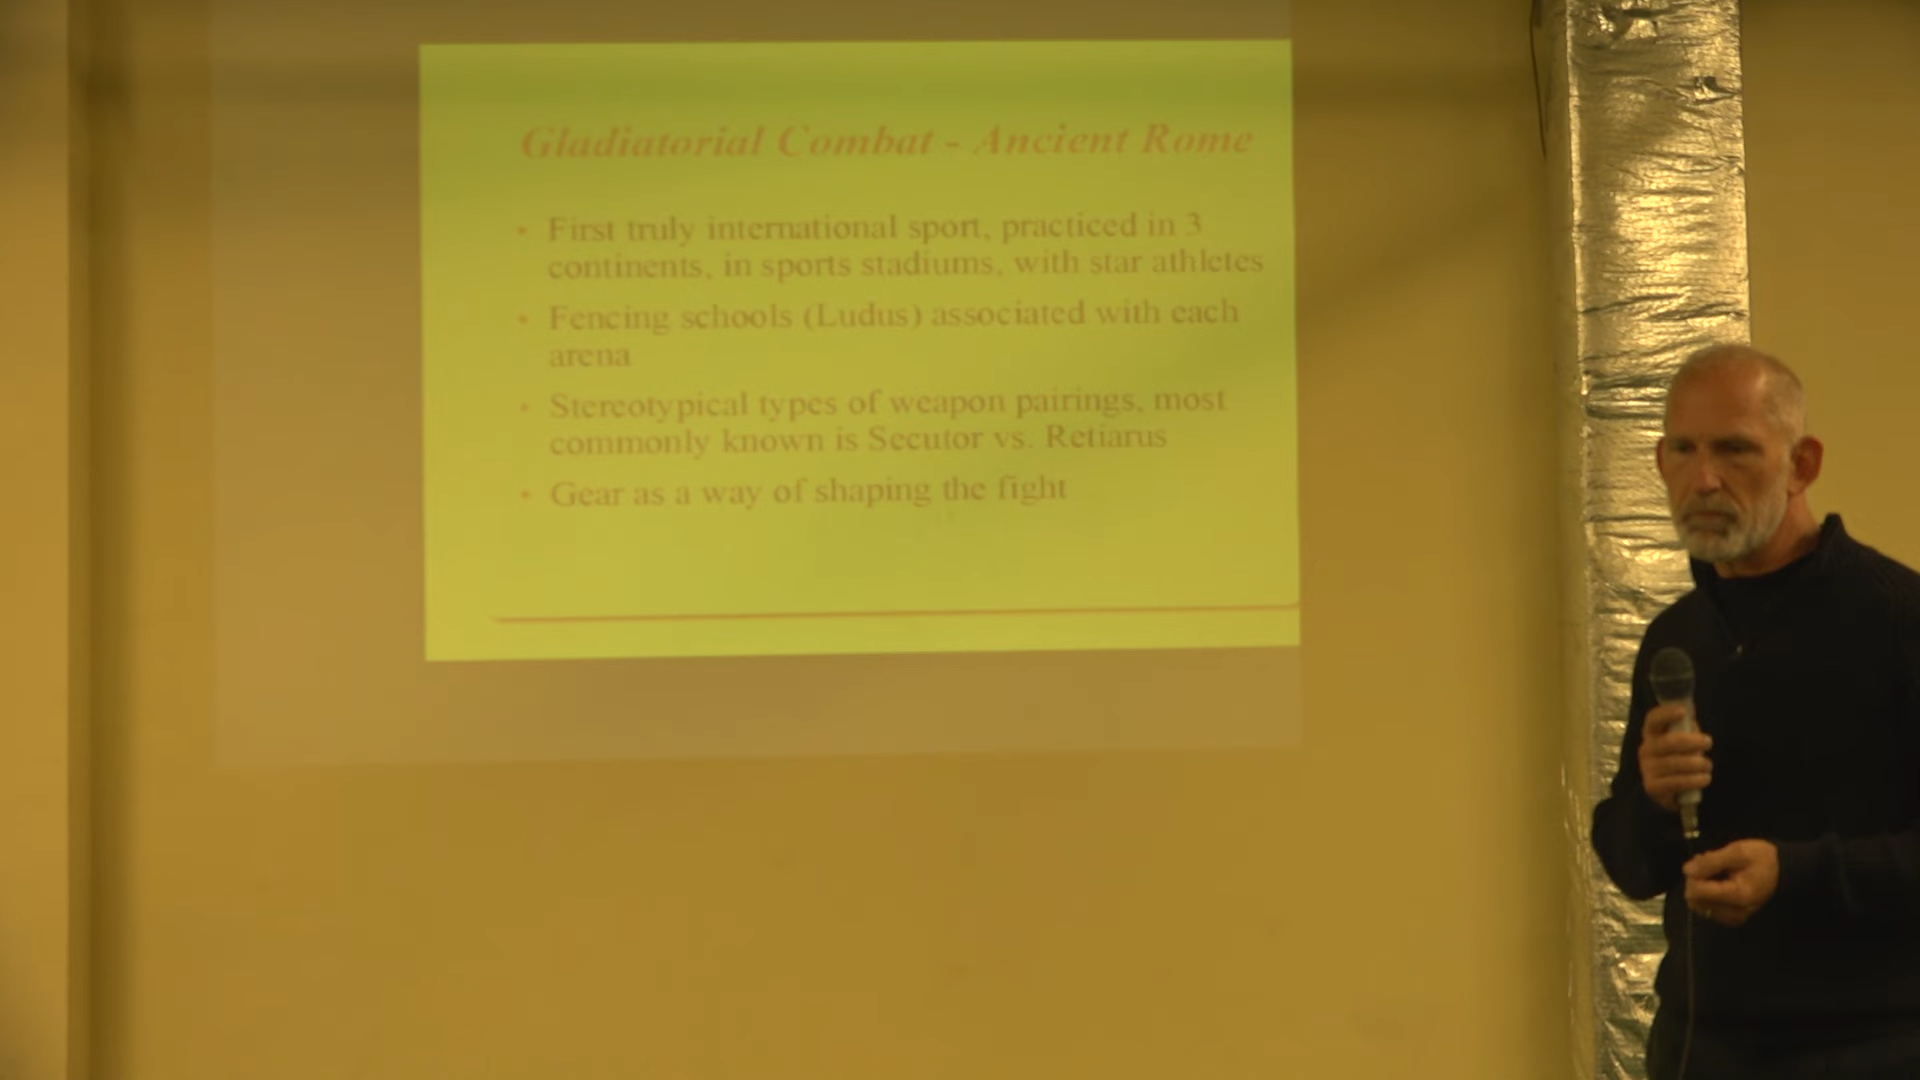 Gladiatorial Combat - Ancient Rome
• First truly international sport, practiced in 3
continents, in sports stadiums, with star athletes
• Fencing schools (Ludus) associated with each
arena
• Stereotypical types of weapon pairings, most
commonly known is Secutor vs. Retiarus
• Gear as a way of shaping the fight